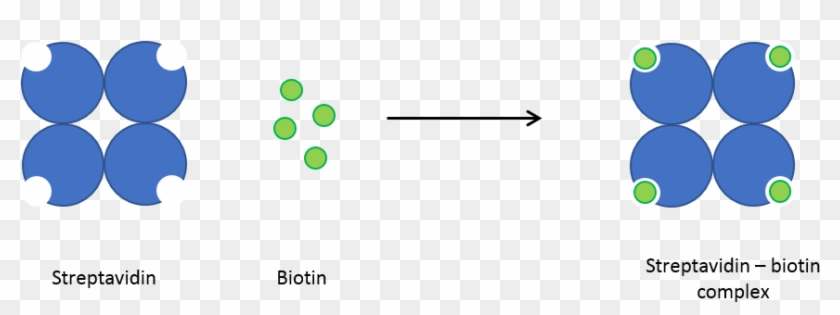 Streptavidin
Biotin
Streptavidin – biotin
complex